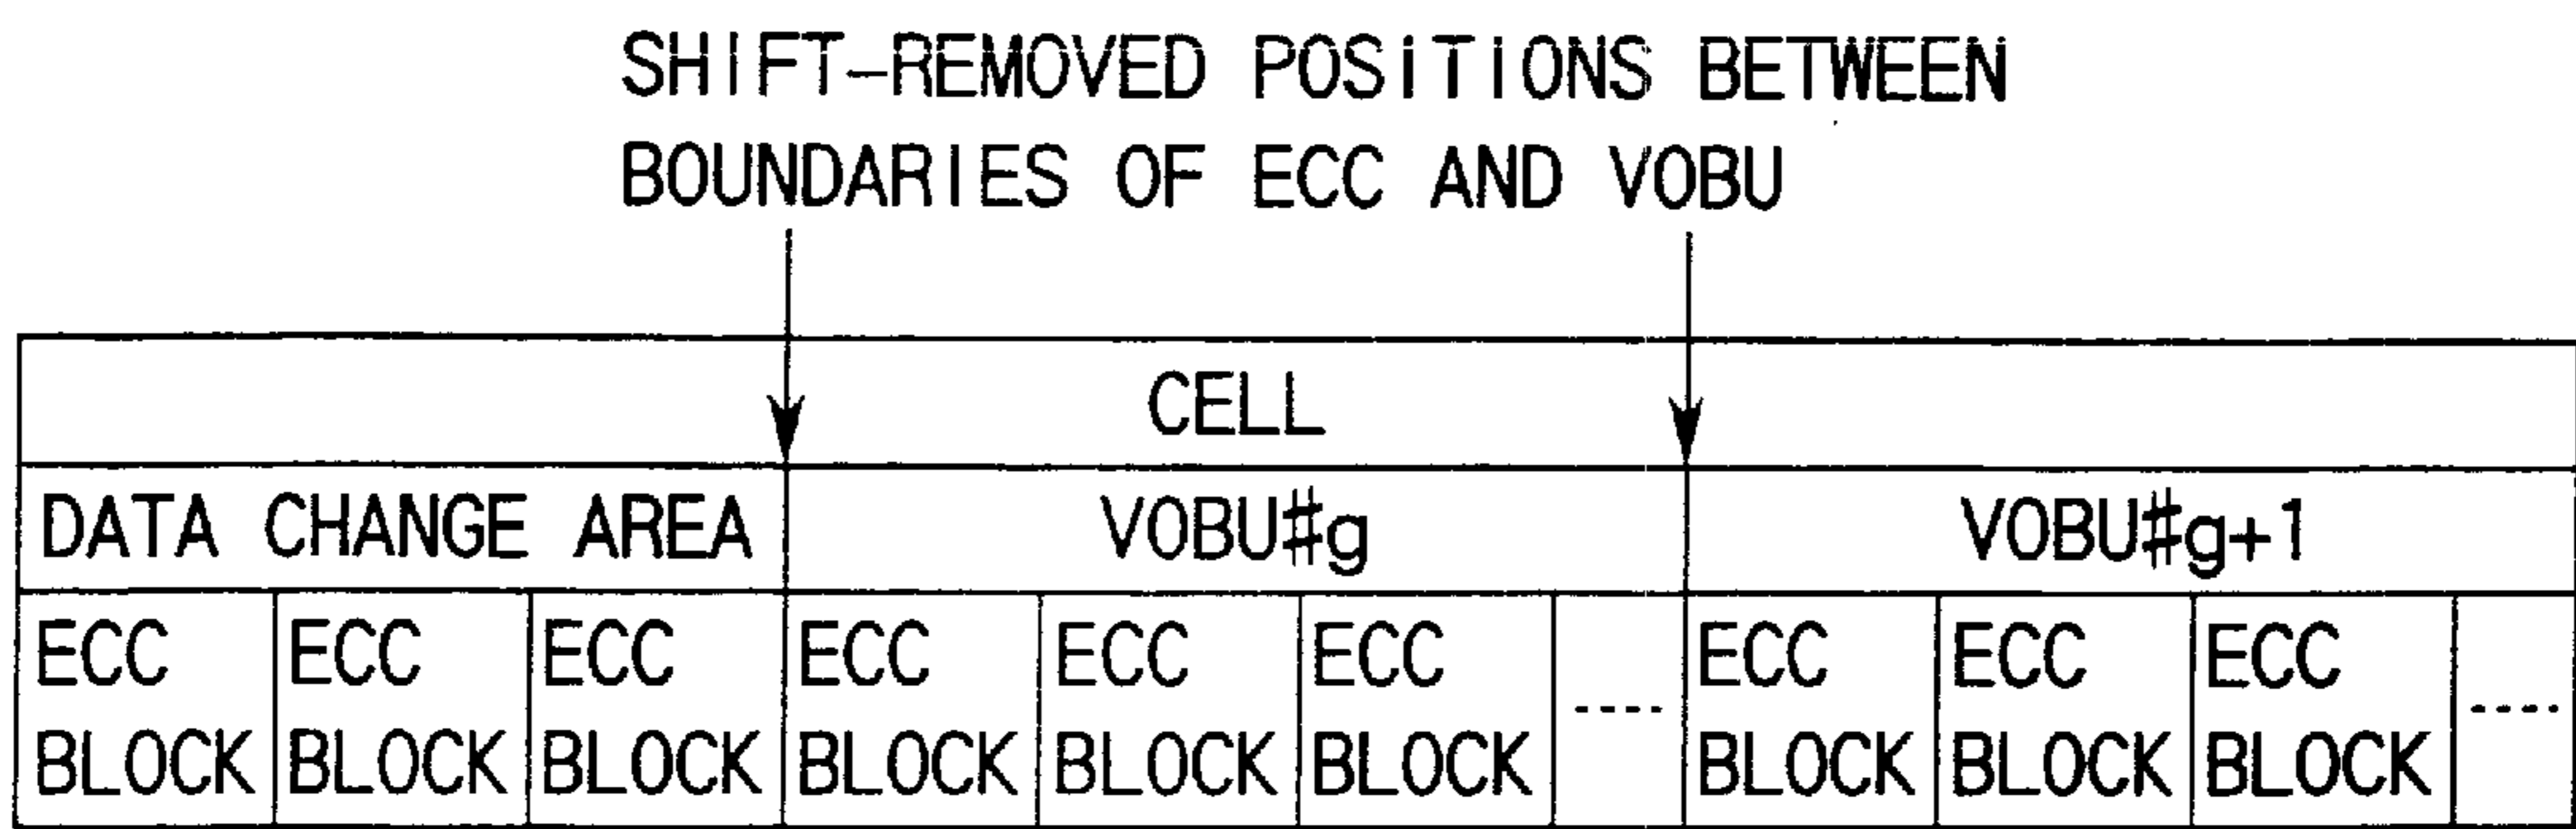 SHIFT-REMOVED POSITIONS BETWEEN
BOUNDARIES OF ECC AND VOBU
CELL
DATA CHANGE AREA VOBU#g VOBU#g+1
ECC ECC ECC ECC ECC ECC ECC ECC ECC
BLOCK BLOCK BLOCK BLOCK BLOCK BLOCK ---- BLOCK BLOCK BLOCK ----